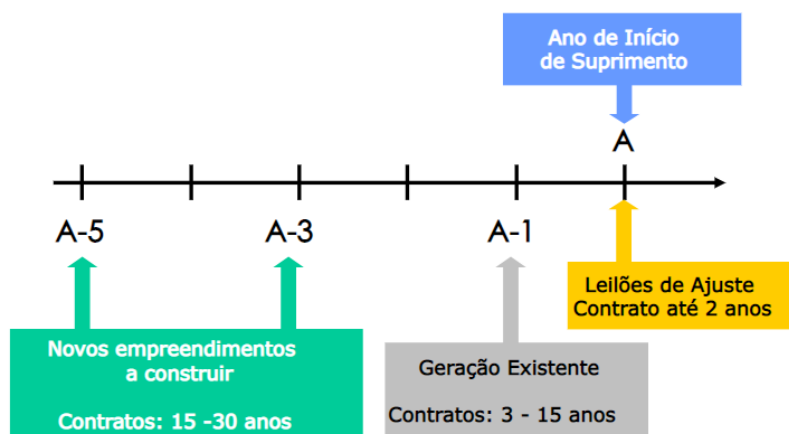 Ano de Início
de Suprimento
A
A-5
A-3
A-1
Leilões de Ajuste
Contrato até 2 anos
Novos empreendimentos
a construir
Contratos: 15 -30 anos
Geração Existente
Contratos: 3 - 15 anos